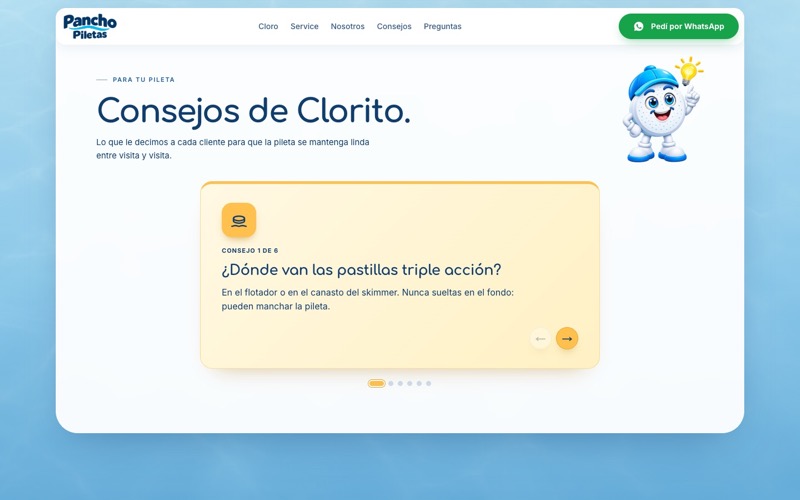 Pancho
Piletas
Cloro
Service
Nosotros
Consejos
Preguntas
Pedí por WhatsApp
PARA TU PILETA
Consejos de Clorito.
Lo que le decimos a cada cliente para que la pileta se mantenga linda
entre visita y visita.
CONSEJO 1 DE 6
¿Dónde van las pastillas triple acción?
En el flotador o en el canasto del skimmer. Nunca sueltas en el fondo:
pueden manchar la pileta.